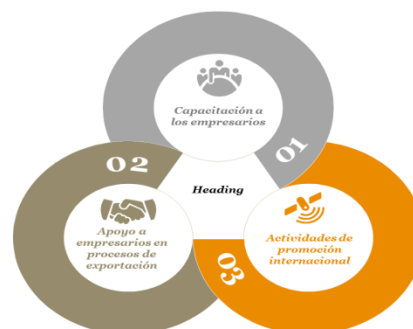 Capacitación a
los empresarios
01
02
Heading
Apoyo a
empresarios en
procesos de
exportación
03
Actividades de
promoción
internacional